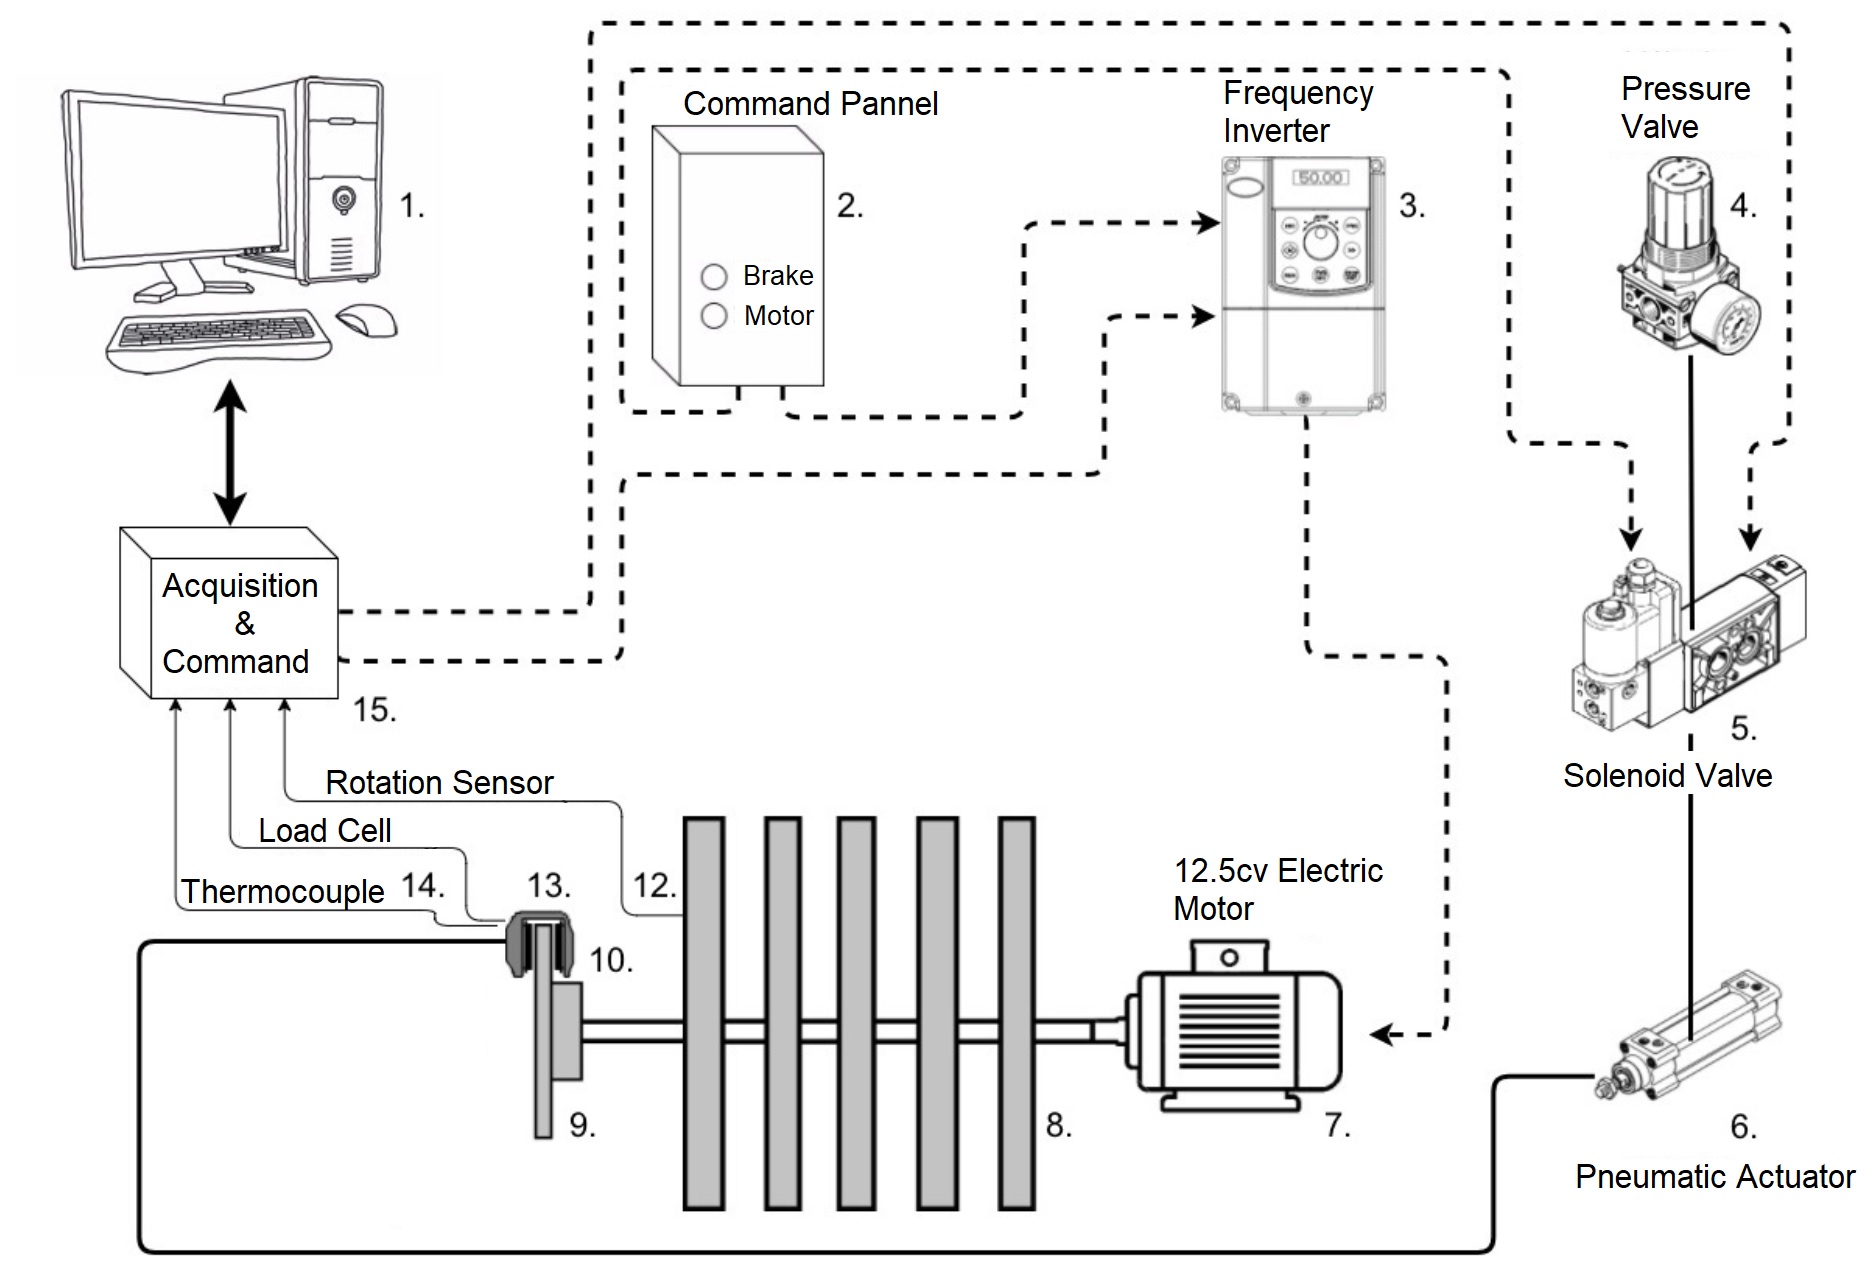 Command Pannel
Frequency
Inverter
Pressure
Valve
50.00
1.
2.
3.
4.
Brake
Motor
Acquisition
&
Command
15.
5.
Solenoid Valve
Rotation Sensor
Load Cell
Thermocouple
14.
13.
12.
12.5cv Electric
Motor
10.
9.
8.
7.
6.
Pneumatic Actuator